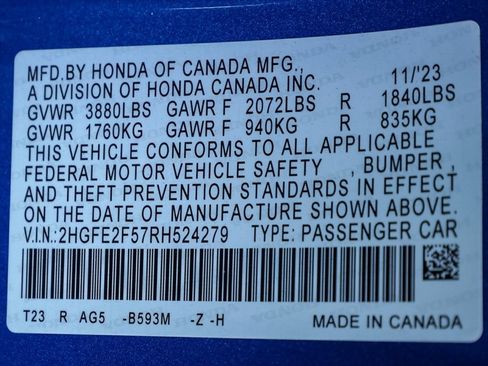 MFD.BY HONDA OF CANADA MFG.,
A DIVISION OF HONDA CANADA INC. 11/'23
GVWR 3880LBS GAWR F 2072LBS R 1840LBS
GVWR 1760KG GAWR F 940KG R 835KG
THIS VEHICLE CONFORMS TO ALL APPLICABLE
FEDERAL MOTOR VEHICLE SAFETY , BUMPER ,
AND THEFT PREVENTION STANDARDS IN EFFECT
ON THE DATE OF MANUFACTURE SHOWN ABOVE.
V.I.N:2HGFE2F57RH524279 TYPE: PASSENGER CAR
T23 R AG5 -B593M -Z -H MADE IN CANADA